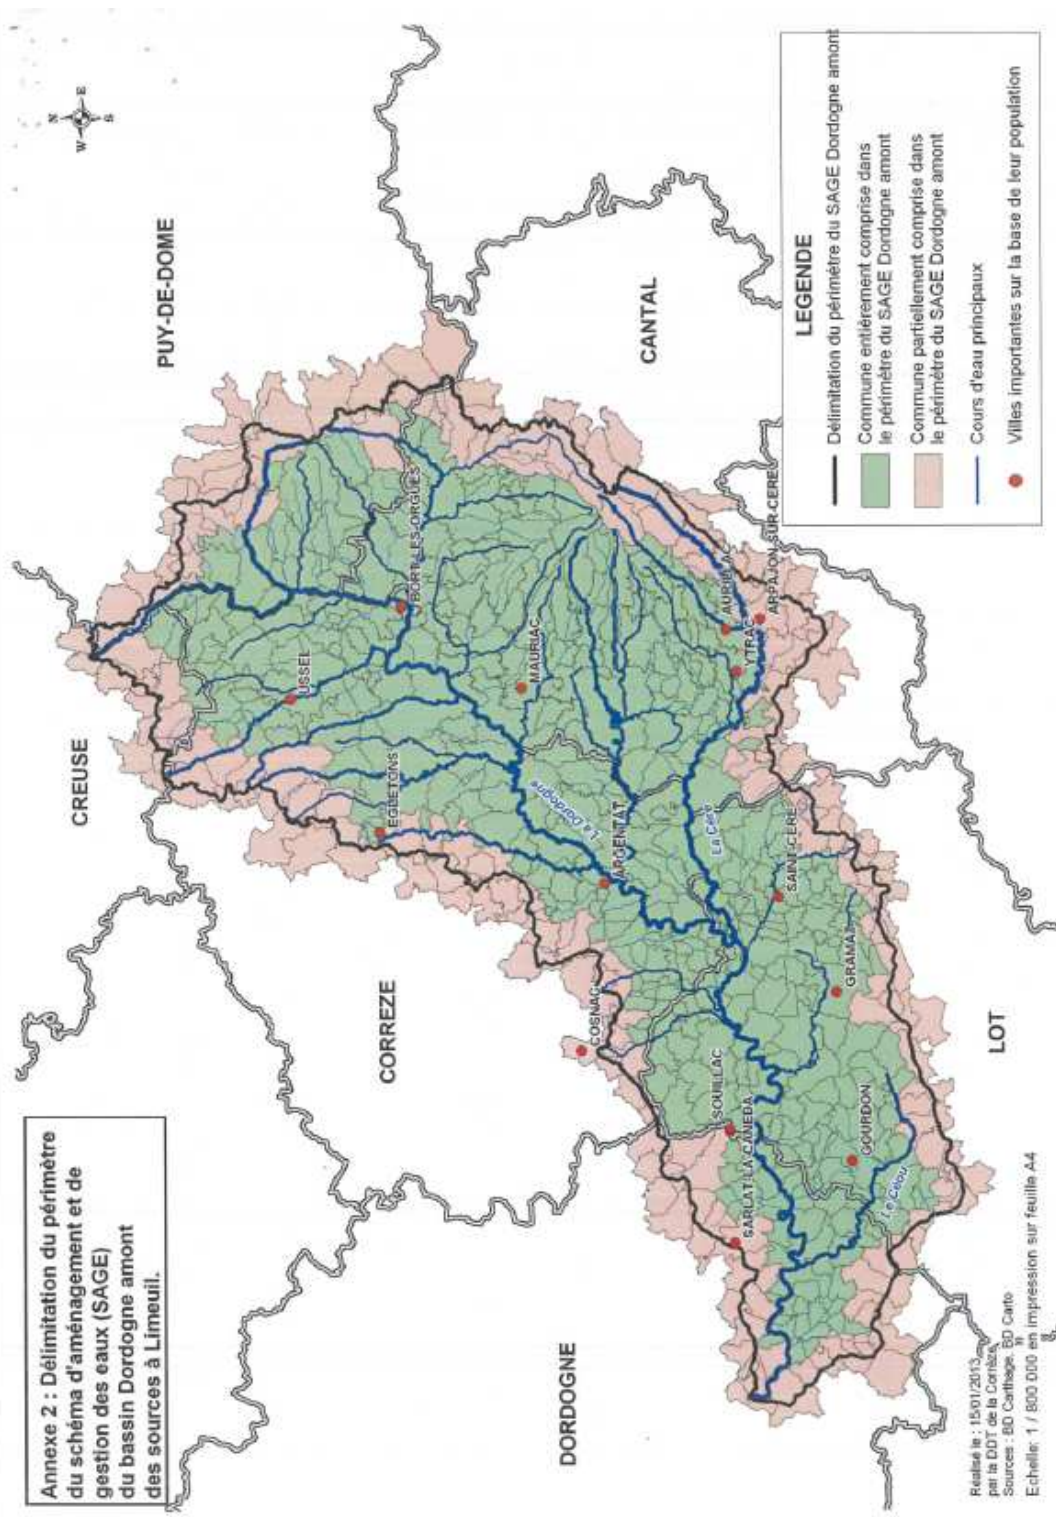 Annexe 2 : Délimitation du périmètre
du schéma d'aménagement et de
gestion des eaux (SAGE)
du bassin Dordogne amont
des sources à Limeuil.
N
W
E
S
CREUSE
PUY-DE-DOME
CORREZE
CANTAL
DORDOGNE
LOT
USSEL
EGLETONS
BORT-LES-ORGUES
MAURIAC
La Dordogne
ARGENTAT
COSNAC
La Cère
AURILLAC
YTRAC
ARPAJON-SUR-CERE
SAINT-CERE
SOUILLAC
SARLAT-LA-CANEDA
GRAMAT
GOURDON
Le Céou
LEGENDE
Délimitation du périmètre du SAGE Dordogne amont
Commune entièrement comprise dans
le périmètre du SAGE Dordogne amont
Commune partiellement comprise dans
le périmètre du SAGE Dordogne amont
Cours d'eau principaux
Villes importantes sur la base de leur population
Réalisé le : 15/01/2013
par la DDT de la Corrèze
Sources : BD Carthage, BD Carto
Echelle: 1 / 800 000 en impression sur feuille A4